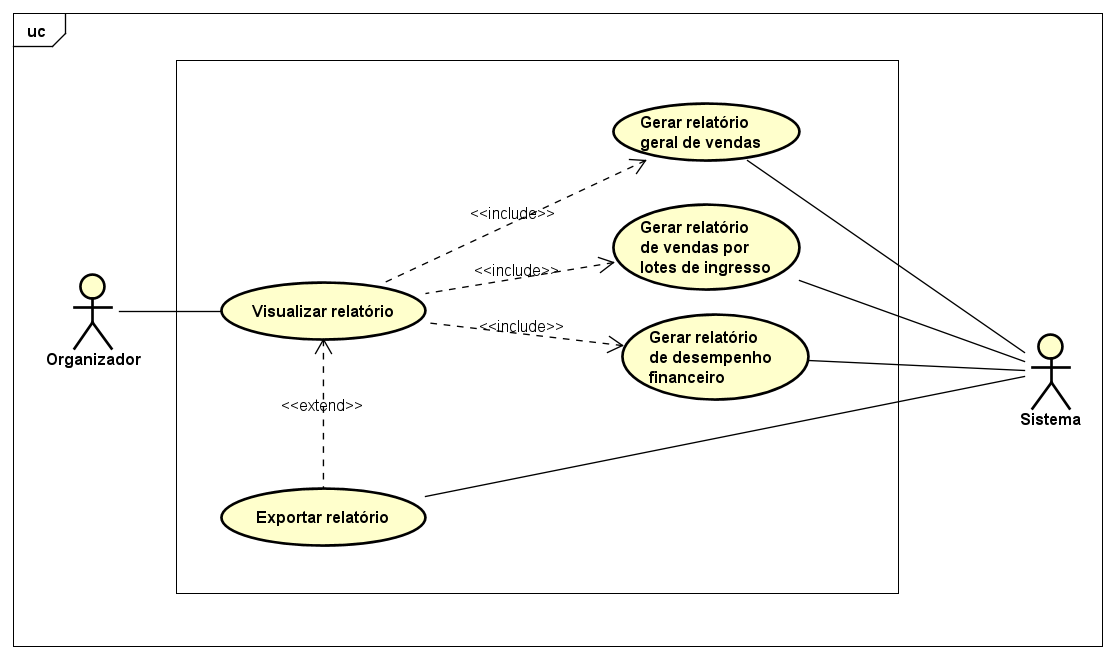 uc
Gerar relatório
geral de vendas
<<include>>
Gerar relatório
de vendas por
lotes de ingresso
<<include>>
Visualizar relatório
<<include>>
Gerar relatório
de desempenho
financeiro
Organizador
Sistema
<<extend>>
Exportar relatório